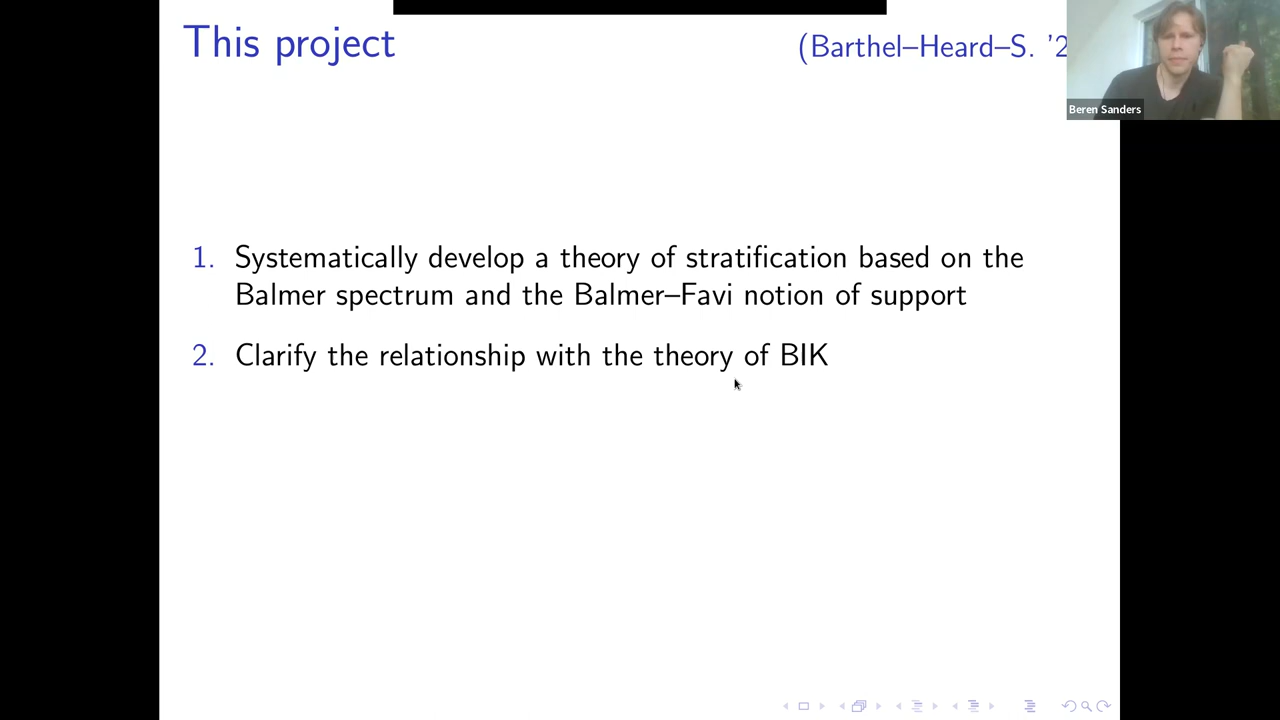 This project
(Barthel–Heard–S. '2
Beren Sanders
1. Systematically develop a theory of stratification based on the
Balmer spectrum and the Balmer–Favi notion of support
2. Clarify the relationship with the theory of BIK